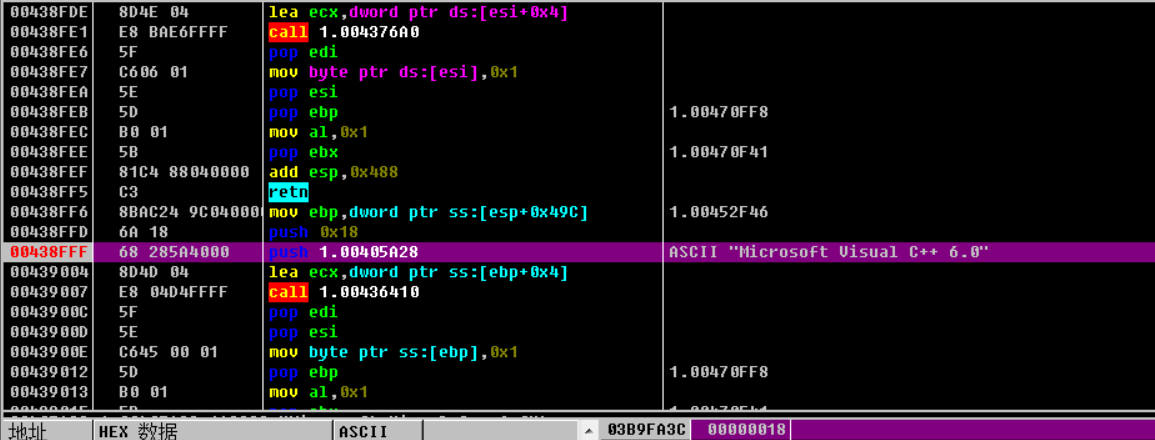 00438FDE 8D4E 04 lea ecx,dword ptr ds:[esi+0x4]
00438FE1 E8 BAE6FFFF call 1.004376A0
00438FE6 5F pop edi
00438FE7 C606 01 mov byte ptr ds:[esi],0x1
00438FEA 5E pop esi
00438FEB 5D pop ebp 1.00470FF8
00438FEC B0 01 mov al,0x1
00438FEE 5B pop ebx 1.00470F41
00438FEF 81C4 88040000 add esp,0x488
00438FF5 C3 retn
00438FF6 8BAC24 9C04000 mov ebp,dword ptr ss:[esp+0x49C] 1.00452F46
00438FFD 6A 18 push 0x18
00438FFF 68 285A4000 push 1.00405A28 ASCII "Microsoft Visual C++ 6.0"
00439004 8D4D 04 lea ecx,dword ptr ss:[ebp+0x4]
00439007 E8 04D4FFFF call 1.00436410
0043900C 5F pop edi
0043900D 5E pop esi
0043900E C645 00 01 mov byte ptr ss:[ebp],0x1
00439012 5D pop ebp 1.00470FF8
00439013 B0 01 mov al,0x1
地址 HEX 数据 ASCII 03B9FA3C 00000018